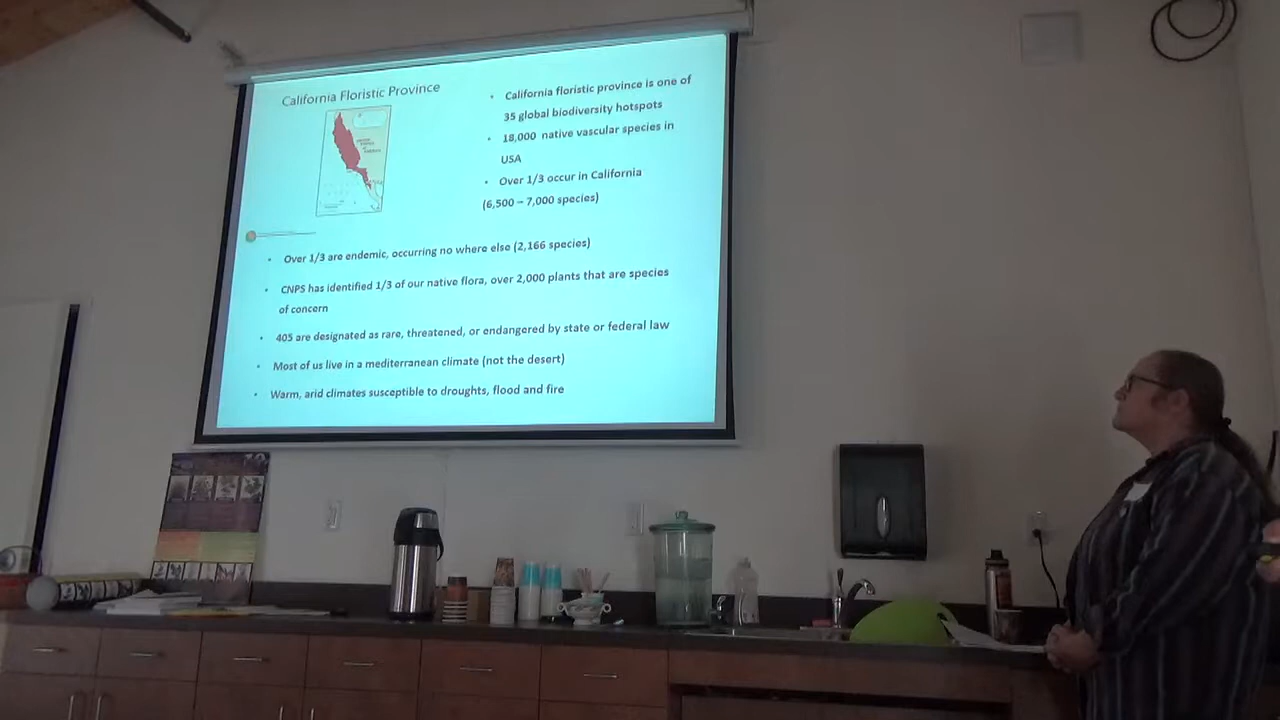 California Floristic Province
California floristic province is one of
35 global biodiversity hotspots
18,000 native vascular species in
USA
Over 1/3 occur in California
(6,500 – 7,000 species)
Over 1/3 are endemic, occurring no where else (2,166 species)
CNPS has identified 1/3 of our native flora, over 2,000 plants that are species
of concern
405 are designated as rare, threatened, or endangered by state or federal law
Most of us live in a mediterranean climate (not the desert)
Warm, arid climates susceptible to droughts, flood and fire